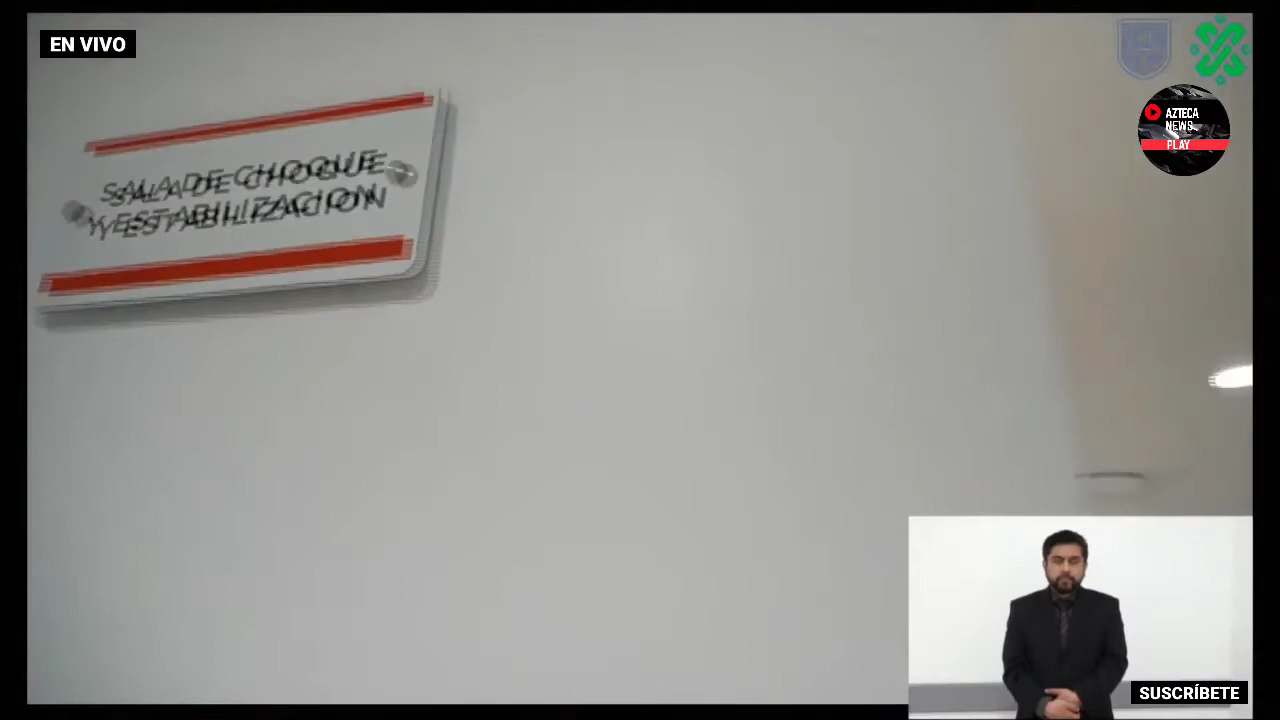 EN VIVO
SALA DE CHOQUE
Y ESTABILIZACION
AZTECA
NEWS
PLAY
SUSCRÍBETE